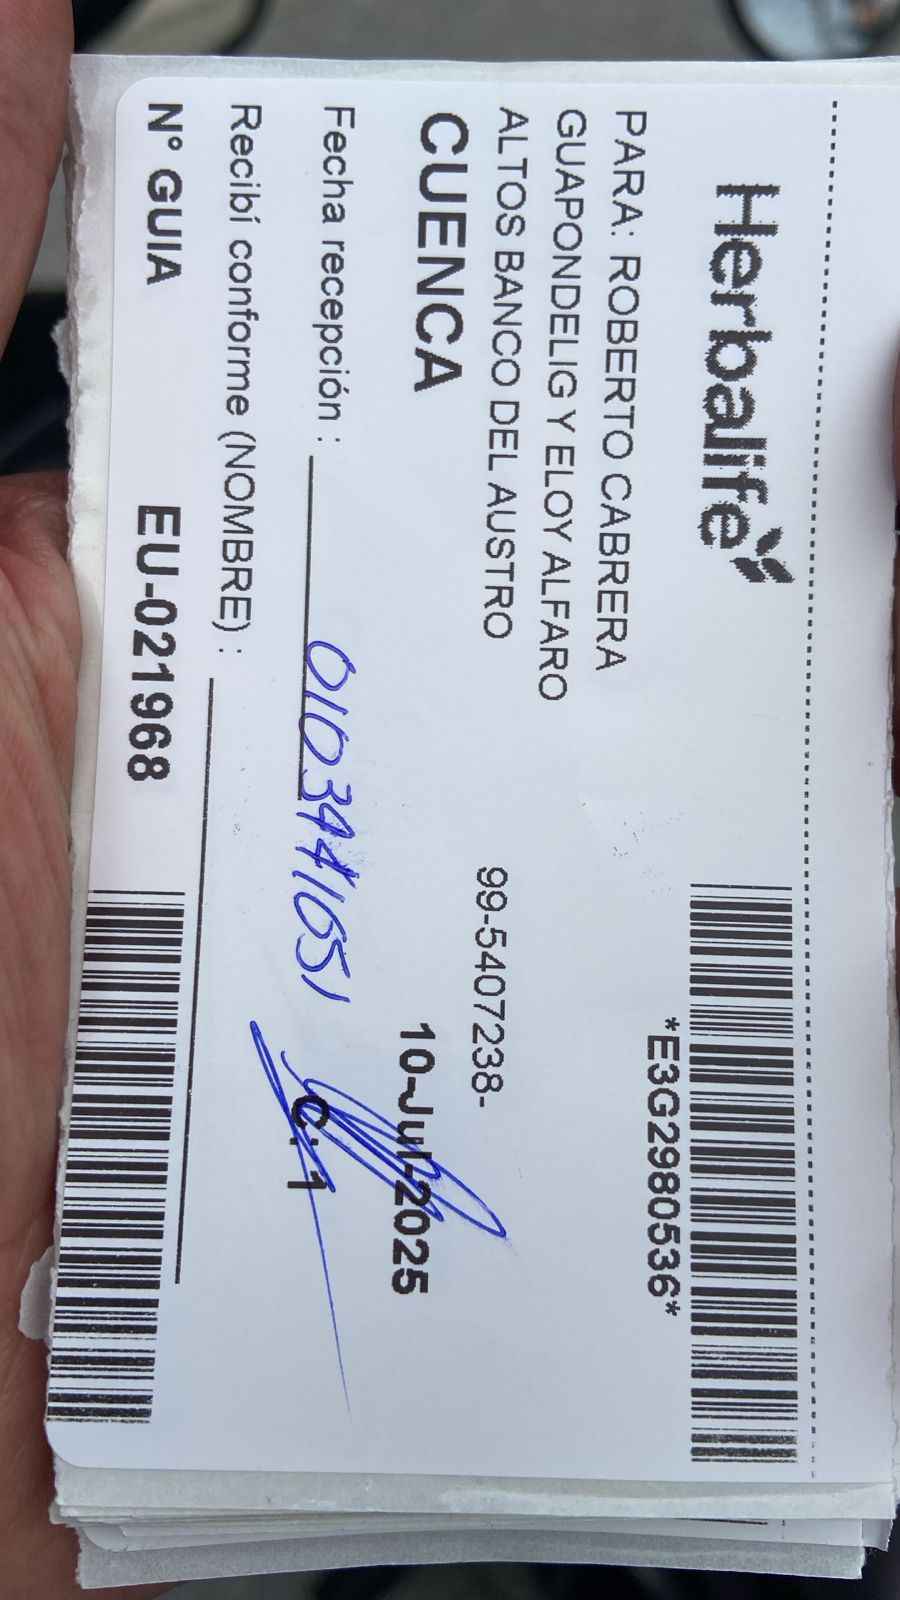 Herbalife
*E3G2980536*
PARA: ROBERTO CABRERA
GUAPONDELIG Y ELOY ALFARO
ALTOS BANCO DEL AUSTRO
99-5407238-
CUENCA
10-Jul-2025
Fecha recepción :
0103441651
C:1
Recibí conforme (NOMBRE) :
N° GUIA
EU-021968